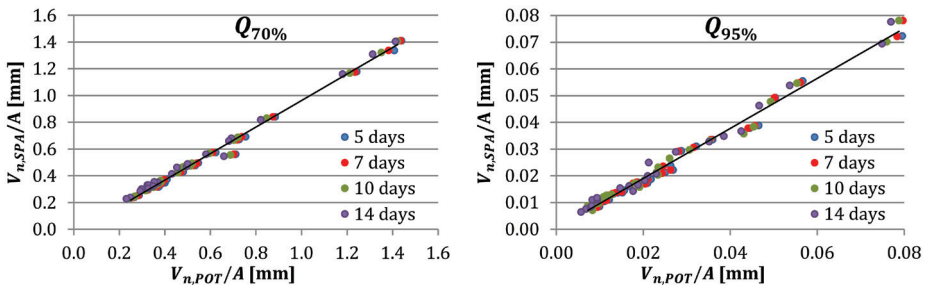 Q70%
V_n,SPA/A [mm]
1.6
1.4
1.2
1.0
0.8
0.6
0.4
0.2
0.0
5 days
7 days
10 days
14 days
0.0 0.2 0.4 0.6 0.8 1.0 1.2 1.4 1.6
V_n,POT/A [mm]
Q95%
V_n,SPA/A [mm]
0.08
0.07
0.06
0.05
0.04
0.03
0.02
0.01
0.00
5 days
7 days
10 days
14 days
0.00 0.02 0.04 0.06 0.08
V_n,POT/A [mm]